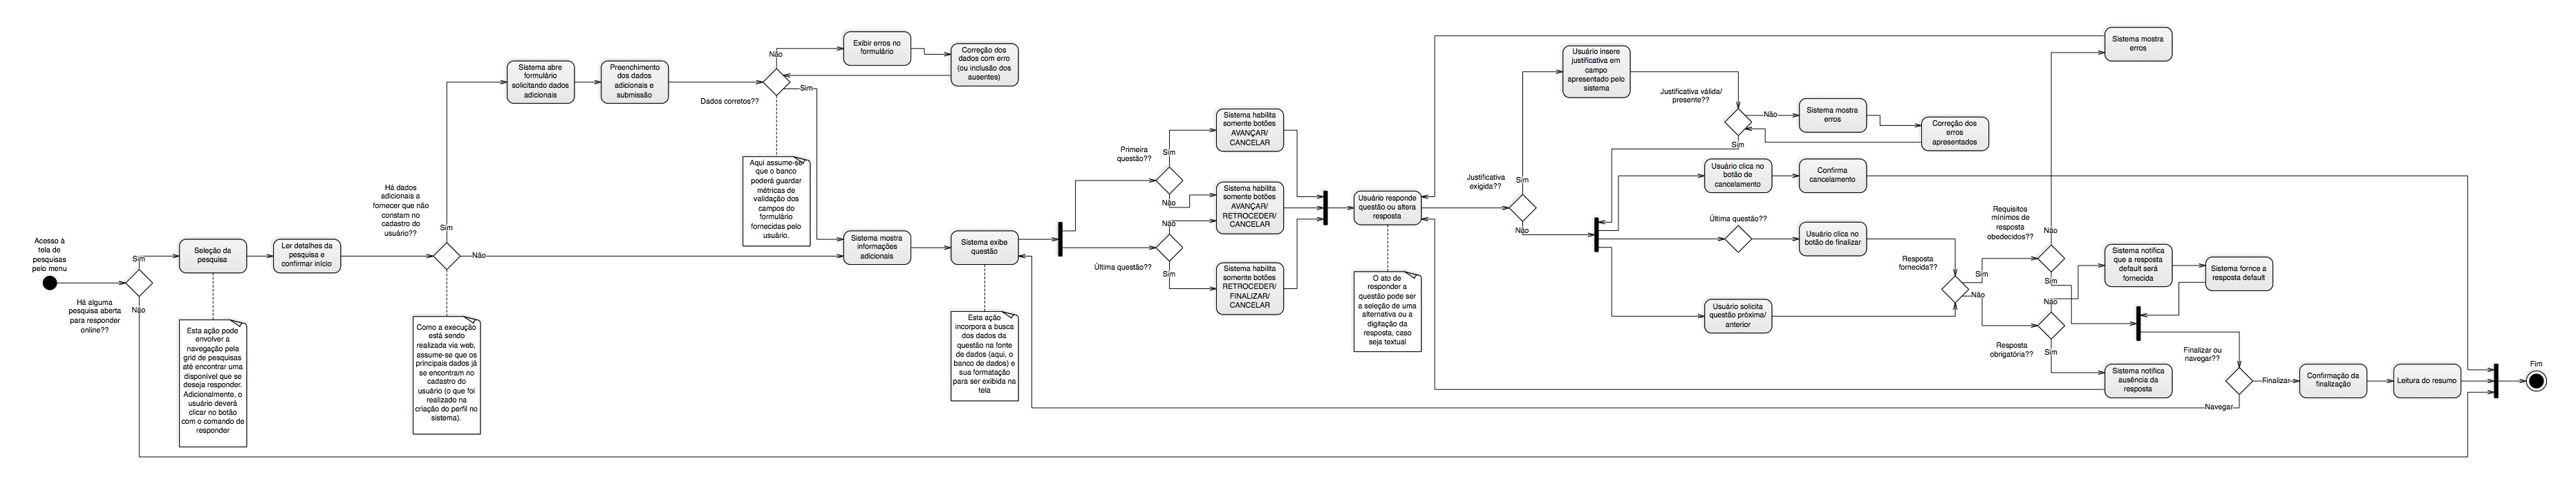 Acesso à
tela de
pesquisas
pelo menu
Há alguma
pesquisa aberta
para responder
online??
Sim
Não
Seleção da
pesquisa
Esta ação pode
envolver a
navegação pela
grid de pesquisas
até encontrar uma
disponível que se
deseja responder.
Adicionalmente, o
usuário deverá
clicar no botão
com o comando de
responder
Ler detalhes da
pesquisa e
confirmar início
Há dados
adicionais a
fornecer que não
constam no
cadastro do
usuário??
Sim
Não
Como a execução
está sendo
realizada via web,
assume-se que os
principais dados já
se encontram no
cadastro do
usuário (o que foi
realizado na
criação do perfil no
sistema).
Sistema abre
formulário
solicitando dados
adicionais
Preenchimento
dos dados
adicionais e
submissão
Dados corretos??
Não
Sim
Exibir erros no
formulário
Correção dos
dados com erro
(ou inclusão dos
ausentes)
Aqui assume-se
que o banco
poderá guardar
métricas de
validação dos
campos do
formulário
fornecidas pelo
usuário.
Sistema mostra
informações
adicionais
Sistema exibe
questão
Esta ação
incorpora a busca
dos dados da
questão na fonte
de dados (aqui, o
banco de dados) e
sua formatação
para ser exibida na
tela
Primeira
questão??
Sim
Não
Última questão??
Não
Sim
Sistema habilita
somente botões
AVANÇAR/
CANCELAR
Sistema habilita
somente botões
AVANÇAR/
RETROCEDER/
CANCELAR
Sistema habilita
somente botões
RETROCEDER/
FINALIZAR/
CANCELAR
Usuário responde
questão ou altera
resposta
O ato de
responder a
questão pode ser
a seleção de uma
alternativa ou a
digitação da
resposta, caso
seja textual
Justificativa
exigida??
Sim
Não
Usuário insere
justificativa em
campo
apresentado pelo
sistema
Justificativa válida/
presente??
Não
Sim
Sistema mostra
erros
Correção dos
erros
apresentados
Usuário clica no
botão de
cancelamento
Confirma
cancelamento
Última questão??
Usuário clica no
botão de finalizar
Usuário solicita
questão próxima/
anterior
Resposta
fornecida??
Sim
Não
Requisitos
mínimos de
resposta
obedecidos??
Não
Sim
Sistema mostra
erros
Resposta
obrigatória??
Não
Sim
Sistema notifica
que a resposta
default será
fornecida
Sistema fornce a
resposta default
Sistema notifica
ausência da
resposta
Finalizar ou
navegar??
Finalizar
Navegar
Confirmação da
finalização
Leitura do resumo
Fim